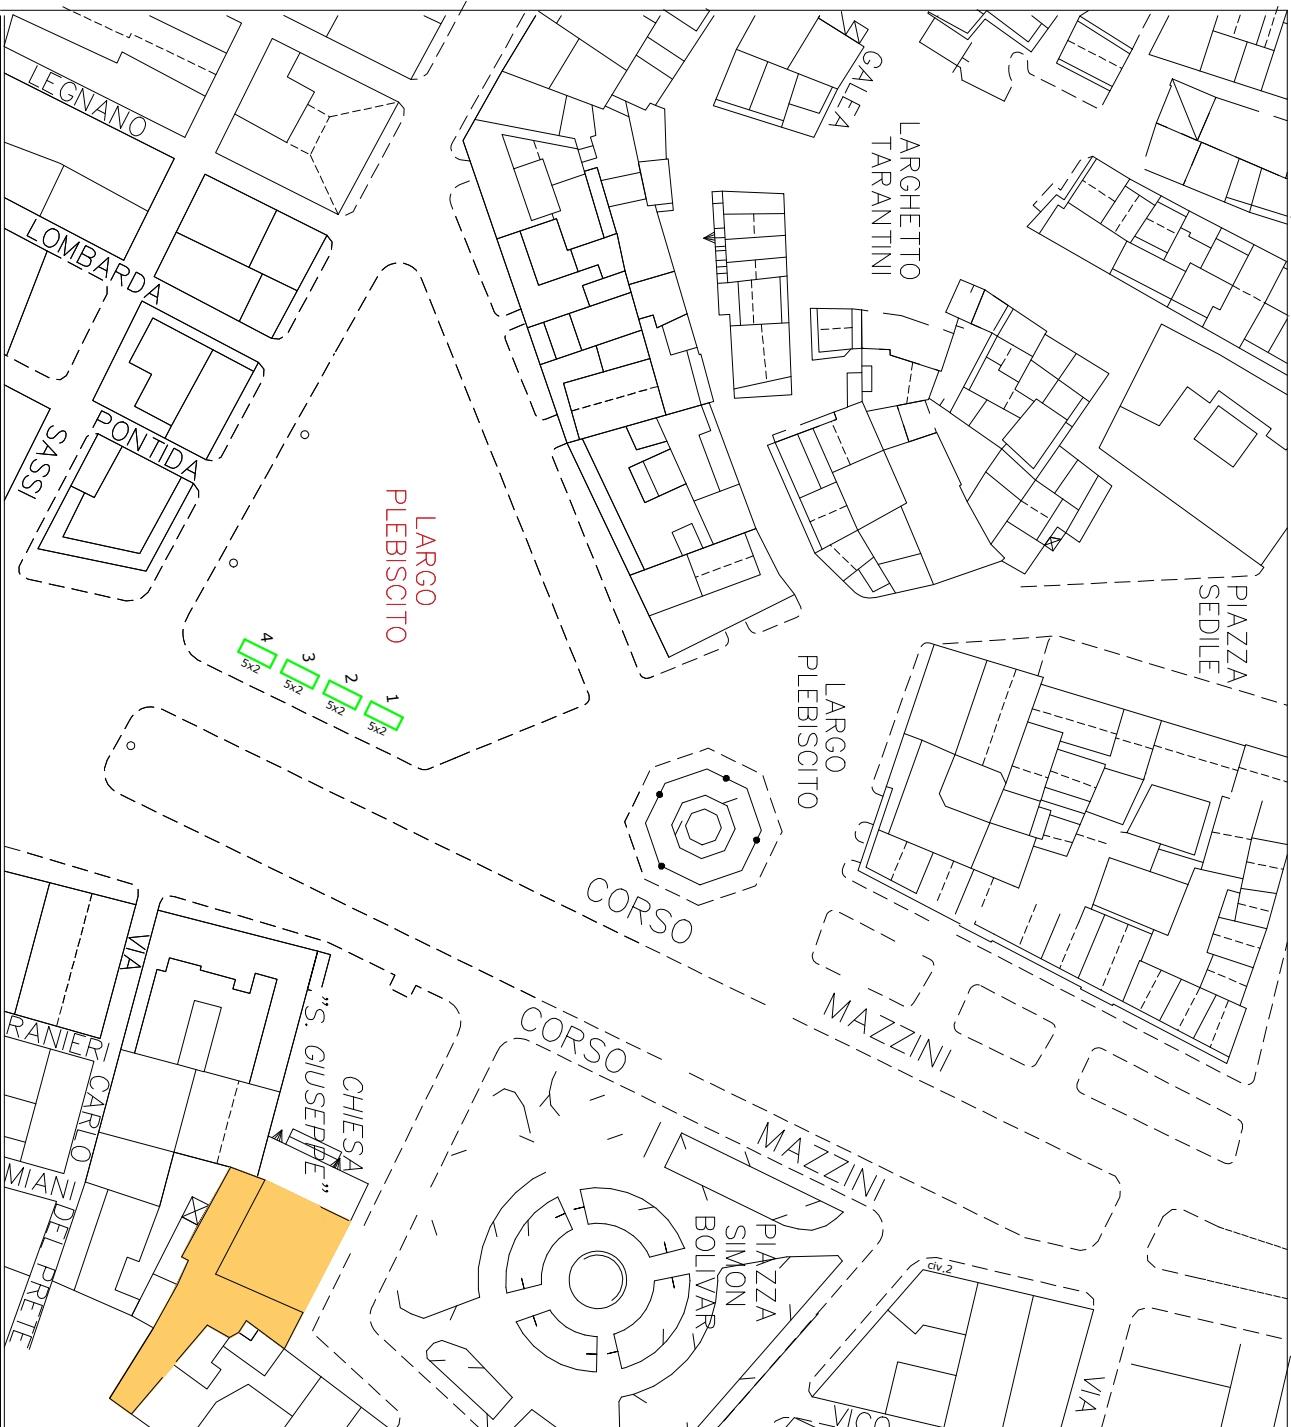 LEGNANO
GALEA
LARGHETTO
TARANTINI
LOMBARDA
PONTIDA
SASSI
LARGO
PLEBISCITO
PIAZZA
SEDILE
4
5x2
3
5x2
2
5x2
1
5x2
LARGO
PLEBISCITO
CORSO
MAZZINI
CORSO
MAZZINI
VIA
RANIERI
CARLO
MIANI
DEL PRETE
CHIESA
"S. GIUSEPPE"
PIAZZA
SIMON
BOLIVAR
civ.2
VIA
VICO